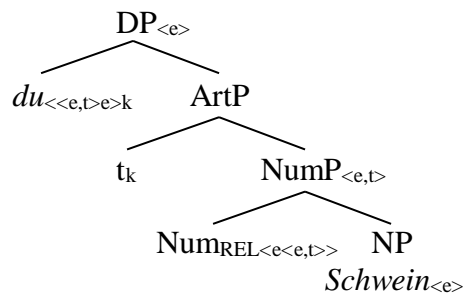 DP<e>
du<<e,t>e>k ArtP
tk NumP<e,t>
NumREL<e<e,t>> NP
Schwein<e>